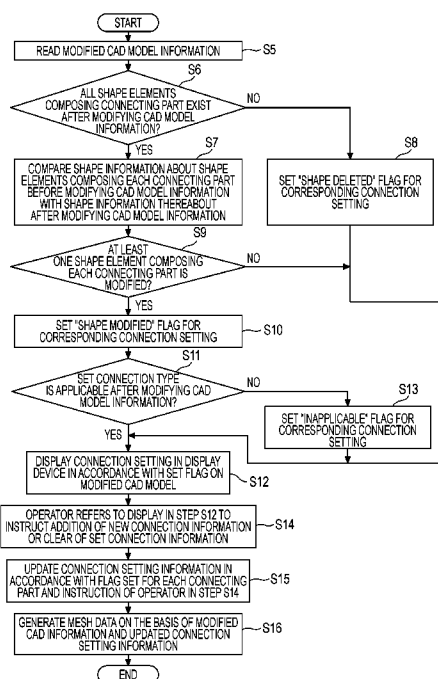 START
READ MODIFIED CAD MODEL INFORMATION
S5
S6
ALL SHAPE ELEMENTS
COMPOSING CONNECTING PART EXIST
AFTER MODIFYING CAD MODEL
INFORMATION?
NO
YES
S7
COMPARE SHAPE INFORMATION ABOUT SHAPE
ELEMENTS COMPOSING EACH CONNECTING PART
BEFORE MODIFYING CAD MODEL INFORMATION
WITH SHAPE INFORMATION THEREABOUT
AFTER MODIFYING CAD MODEL INFORMATION
S8
SET "SHAPE DELETED" FLAG FOR
CORRESPONDING CONNECTION
SETTING
S9
AT LEAST
ONE SHAPE ELEMENT COMPOSING
EACH CONNECTING PART IS
MODIFIED?
NO
YES
SET "SHAPE MODIFIED" FLAG FOR
CORRESPONDING CONNECTION SETTING
S10
S11
SET CONNECTION TYPE
IS APPLICABLE AFTER MODIFYING CAD
MODEL INFORMATION?
NO
S13
SET "INAPPLICABLE" FLAG FOR
CORRESPONDING CONNECTION
SETTING
YES
DISPLAY CONNECTION SETTING IN DISPLAY
DEVICE IN ACCORDANCE WITH SET FLAG ON
MODIFIED CAD MODEL
S12
OPERATOR REFERS TO DISPLAY IN STEP S12 TO
INSTRUCT ADDITION OF NEW CONNECTION INFORMATION
OR CLEAR OF SET CONNECTION INFORMATION
S14
UPDATE CONNECTION SETTING INFORMATION IN
ACCORDANCE WITH FLAG SET FOR EACH CONNECTING
PART AND INSTRUCTION OF OPERATOR IN STEP S14
S15
GENERATE MESH DATA ON THE BASIS OF MODIFIED
CAD INFORMATION AND UPDATED CONNECTION
SETTING INFORMATION
S16
END